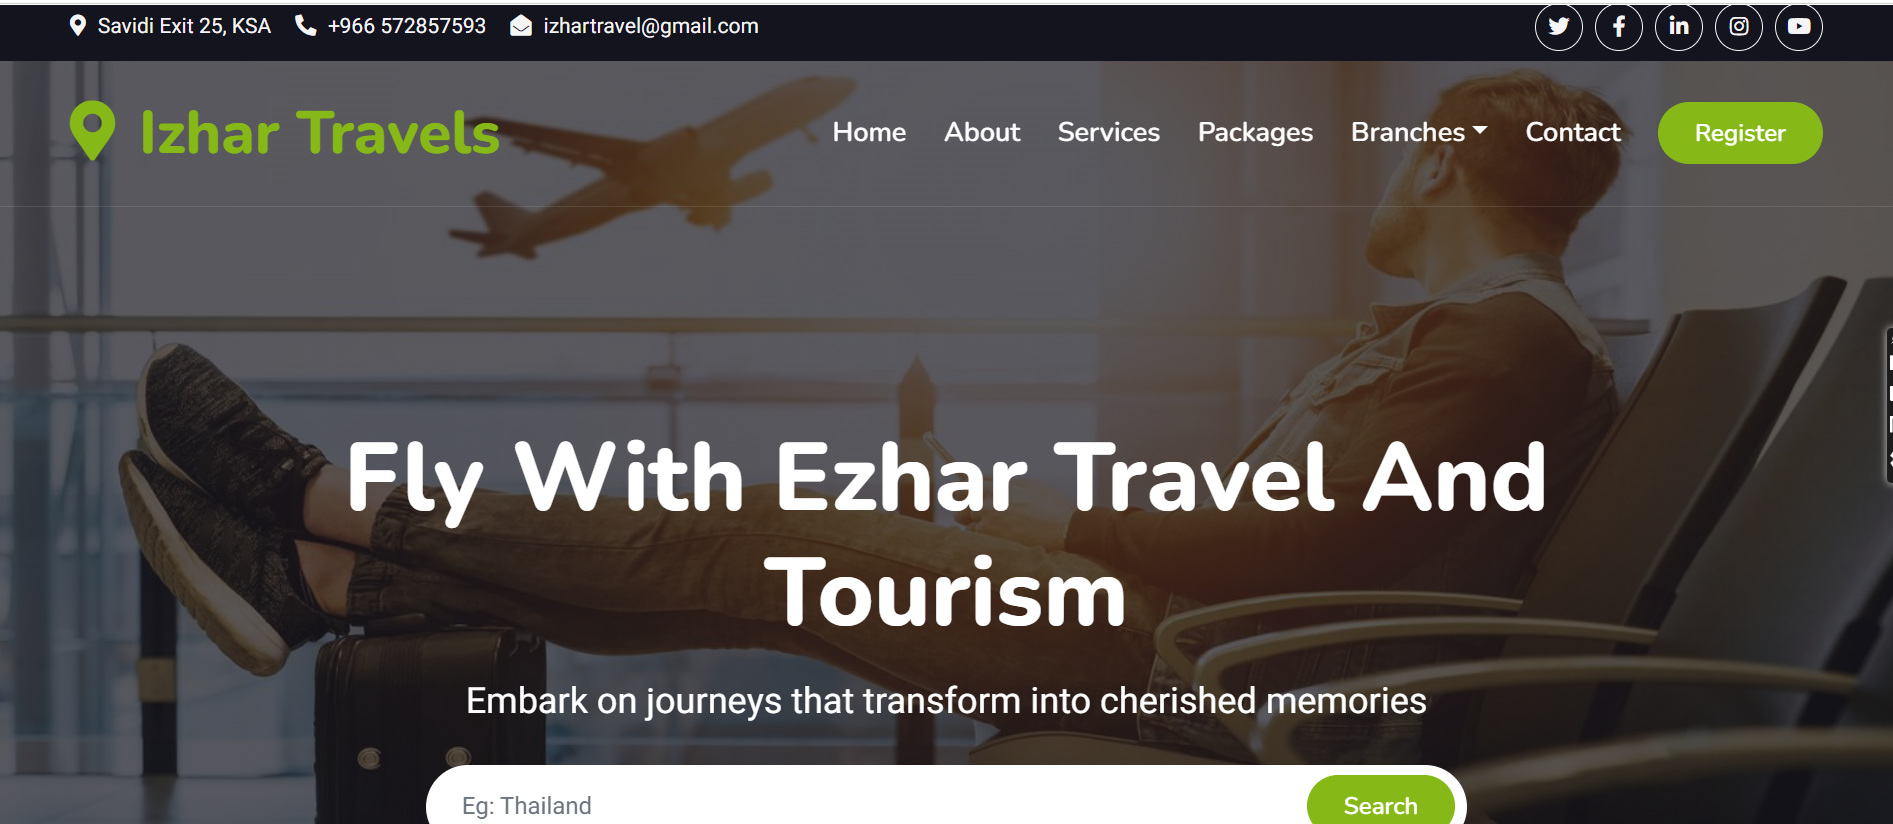 Savidi Exit 25, KSA +966 572857593 izhartravel@gmail.com
Izhar Travels Home About Services Packages Branches Contact Register
Fly With Ezhar Travel And
Tourism
Embark on journeys that transform into cherished memories
Eg: Thailand Search